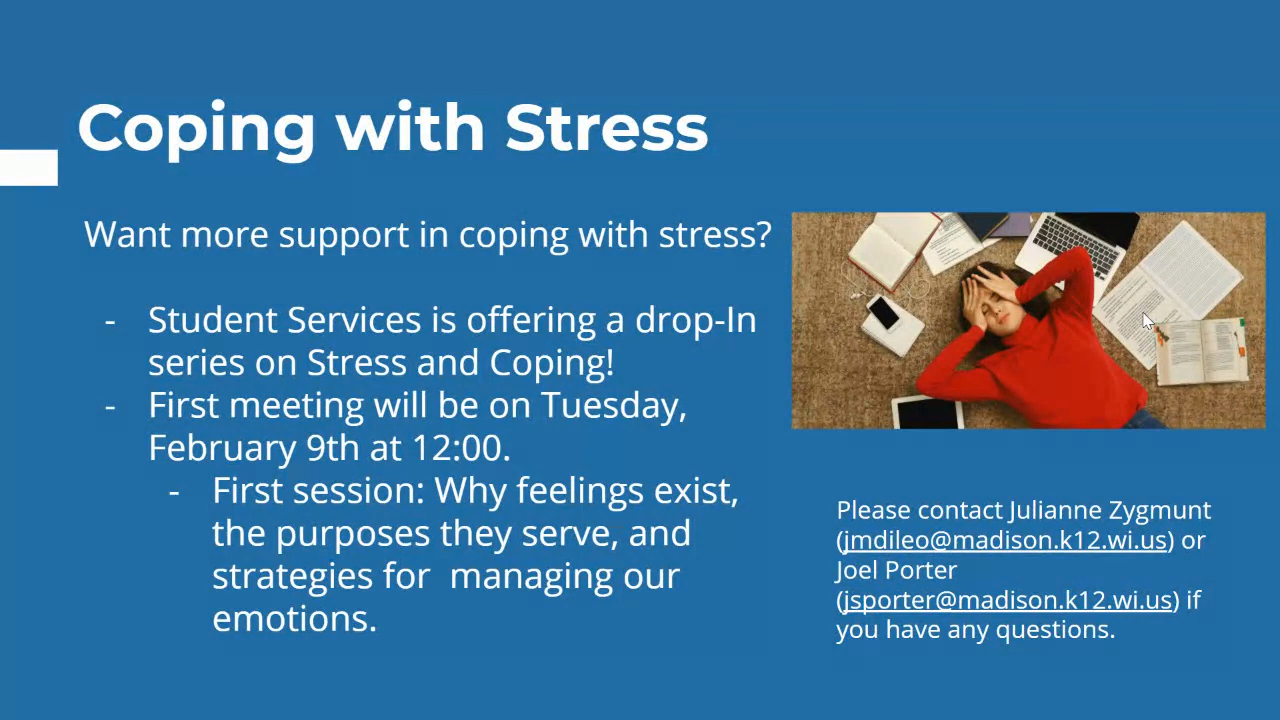 Coping with Stress
Want more support in coping with stress?
- Student Services is offering a drop-In
series on Stress and Coping!
- First meeting will be on Tuesday,
February 9th at 12:00.
- First session: Why feelings exist,
the purposes they serve, and
strategies for  managing our
emotions.
Please contact Julianne Zygmunt
(jmdileo@madison.k12.wi.us) or
Joel Porter
(jsporter@madison.k12.wi.us) if
you have any questions.